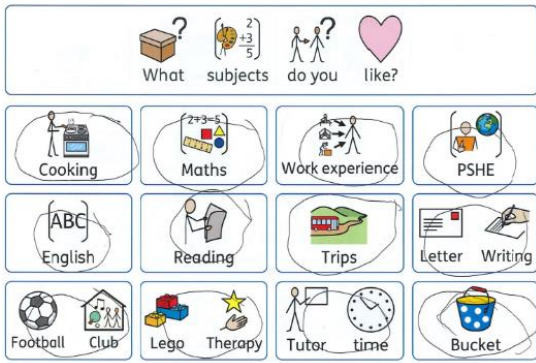 ? 2 ?
+3
5
What subjects do you like?
2+3=5
Cooking Maths Work experience PSHE
ABC
English Reading Trips Letter Writing
Football Club Lego Therapy Tutor time Bucket